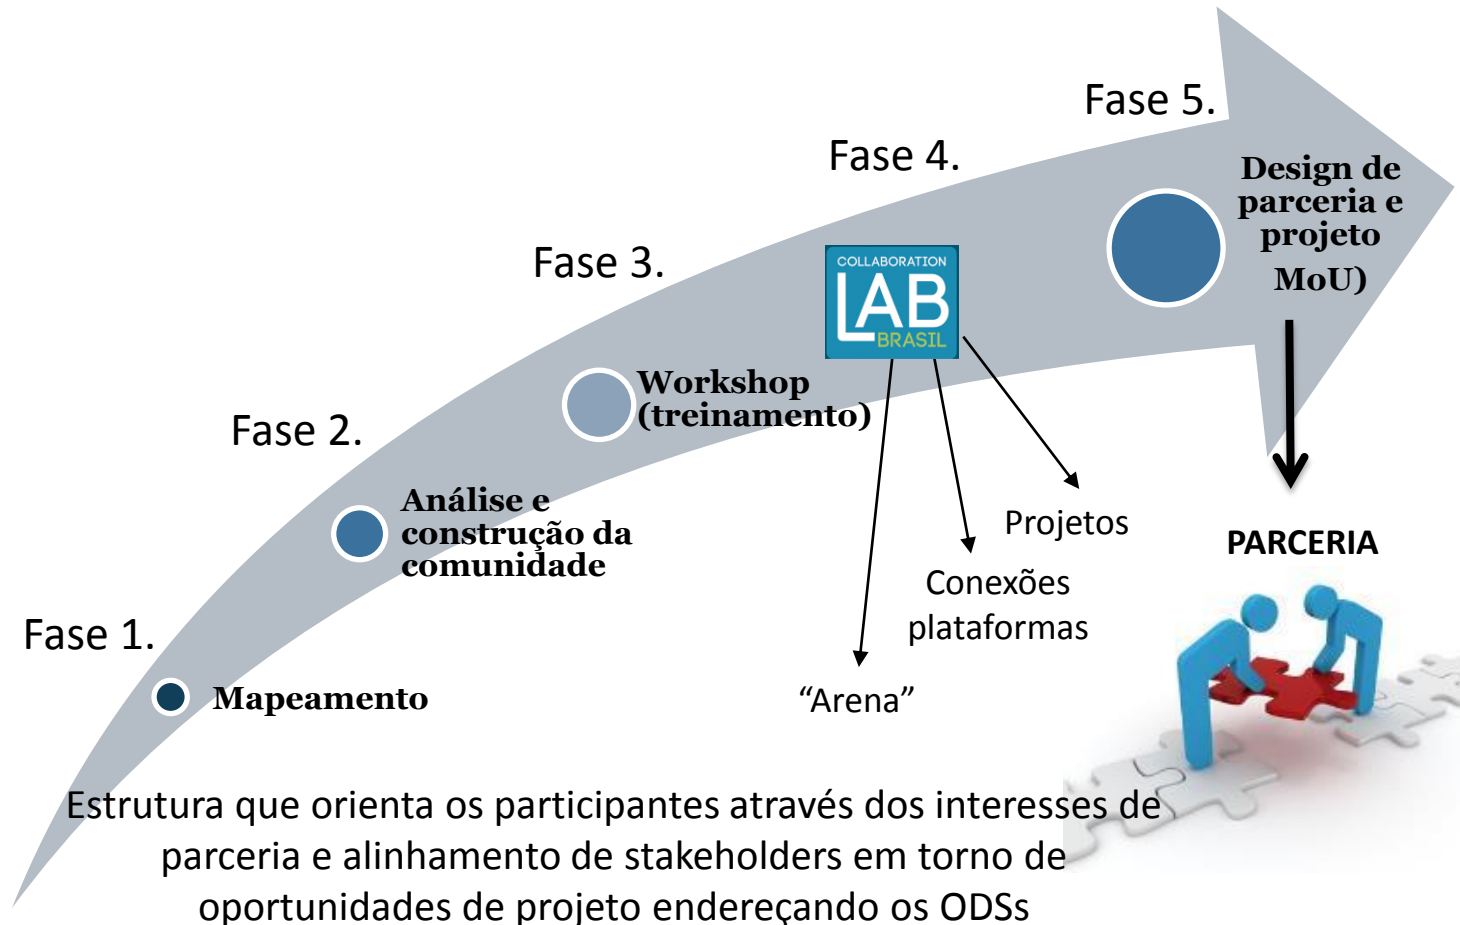 Fase 1.
Mapeamento
Fase 2.
Análise e
construção da
comunidade
Fase 3.
Workshop
(treinamento)
Fase 4.
COLLABORATION
LAB
BRASIL
“Arena”
Conexões
plataformas
Projetos
Fase 5.
Design de
parceria e
projeto
MoU)
PARCERIA
Estrutura que orienta os participantes através dos interesses de
parceria e alinhamento de stakeholders em torno de
oportunidades de projeto endereçando os ODSs